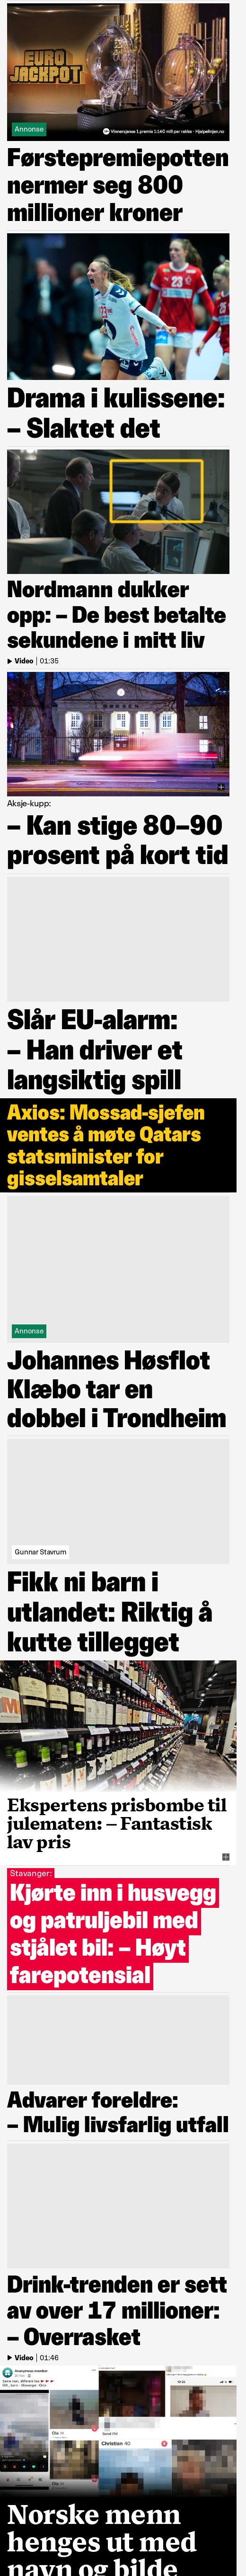 EURO
JACKPOT
Annonse
Vinnersjanse 1.premie 1:140 mill per rekke - Hjelpelinjen.no
Førstepremiepotten
nermer seg 800
millioner kroner
Drama i kulissene:
– Slaktet det
Nordmann dukker
opp: – De best betalte
sekundene i mitt liv
Video | 01:35
Aksje-kupp:
– Kan stige 80–90
prosent på kort tid
Slår EU-alarm:
– Han driver et
langsiktig spill
Axios: Mossad-sjefen
ventes å møte Qatars
statsminister for
gisselsamtaler
Annonse
Johannes Høsflot
Klæbo tar en
dobbel i Trondheim
Gunnar Stavrum
Fikk ni barn i
utlandet: Riktig å
kutte tillegget
Ekspertens prisbombe til
julematen: – Fantastisk
lav pris
Stavanger:
Kjørte inn i husvegg
og patruljebil med
stjålet bil: – Høyt
farepotensial
Advarer foreldre:
– Mulig livsfarlig utfall
Drink-trenden er sett
av over 17 millioner:
– Overrasket
Video | 01:46
Christian 40
Norske menn
henges ut med
navn og bilde